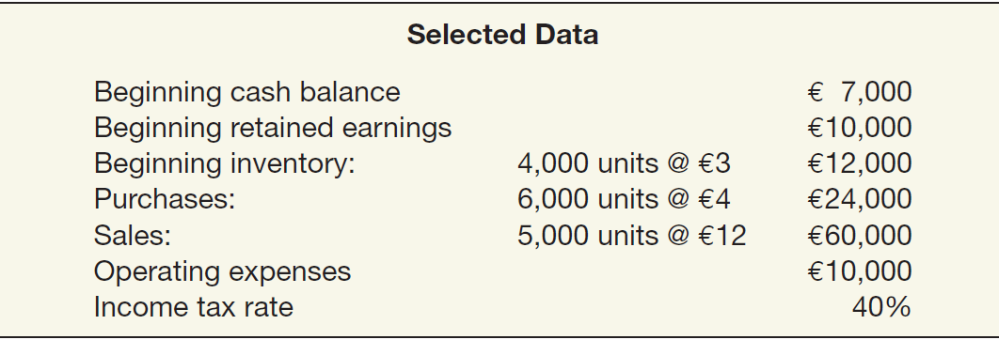 Selected Data
Beginning cash balance € 7,000
Beginning retained earnings €10,000
Beginning inventory: 4,000 units @ €3 €12,000
Purchases: 6,000 units @ €4 €24,000
Sales: 5,000 units @ €12 €60,000
Operating expenses €10,000
Income tax rate 40%